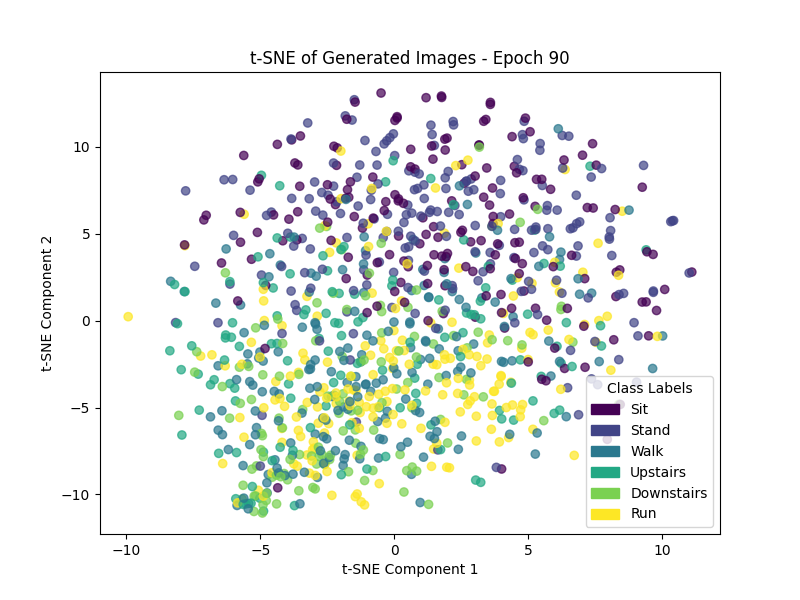 t-SNE of Generated Images - Epoch 90
t-SNE Component 2
10
5
0
−5
−10
Class Labels
Sit
Stand
Walk
Upstairs
Downstairs
Run
−10
−5
0
5
10
t-SNE Component 1